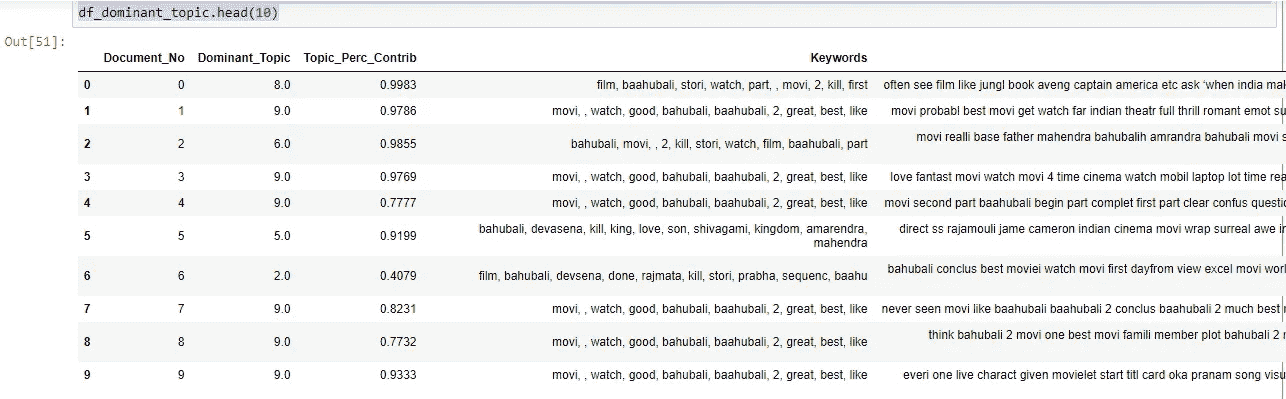 df_dominant_topic.head(10)
Out[51]:
Document_No Dominant_Topic Topic_Perc_Contrib Keywords
0 0 8.0 0.9983 film, baahubali, stori, watch, part, , movi, 2, kill, first often see film like jungl book aveng captain america etc ask ‘when india mak
1 1 9.0 0.9786 movi, , watch, good, bahubali, baahubali, 2, great, best, like movi probabl best movi get watch far indian theatr full thrill romant emot su
2 2 6.0 0.9855 bahubali, movi, , 2, kill, stori, watch, film, baahubali, part movi realli base father mahendra bahubalih amrandra bahubali movi s
3 3 9.0 0.9769 movi, , watch, good, bahubali, baahubali, 2, great, best, like love fantast movi watch movi 4 time cinema watch mobil laptop lot time rea
4 4 9.0 0.7777 movi, , watch, good, bahubali, baahubali, 2, great, best, like movi second part baahubali begin part complet first part clear confus questi
5 5 5.0 0.9199 bahubali, devasena, kill, king, love, son, shivagami, kingdom, amarendra, direct ss rajamouli jame cameron indian cinema movi wrap surreal awe
mahendra
6 6 2.0 0.4079 film, bahubali, devsena, done, rajmata, kill, stori, prabha, sequenc, baahu bahubali conclus best moviei watch movi first dayfrom view excel movi worl
7 7 9.0 0.8231 movi, , watch, good, bahubali, baahubali, 2, great, best, like never seen movi like baahubali baahubali 2 conclus baahubali 2 much best
8 8 9.0 0.7732 movi, , watch, good, bahubali, baahubali, 2, great, best, like think bahubali 2 movi one best movi famili member plot bahubali 2
9 9 9.0 0.9333 movi, , watch, good, bahubali, baahubali, 2, great, best, like everi one live charact given movielet start titl card oka pranam song visu